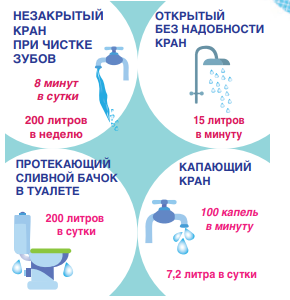 НЕЗАКРЫТЫЙ
КРАН
ПРИ ЧИСТКЕ
ЗУБОВ
8 минут
в сутки
200 литров
в неделю
ОТКРЫТЫЙ
БЕЗ НАДОБНОСТИ
КРАН
15 литров
в минуту
ПРОТЕКАЮЩИЙ
СЛИВНОЙ БАЧОК
В ТУАЛЕТЕ
200 литров
в сутки
КАПАЮЩИЙ
КРАН
100 капель
в минуту
7,2 литра в сутки